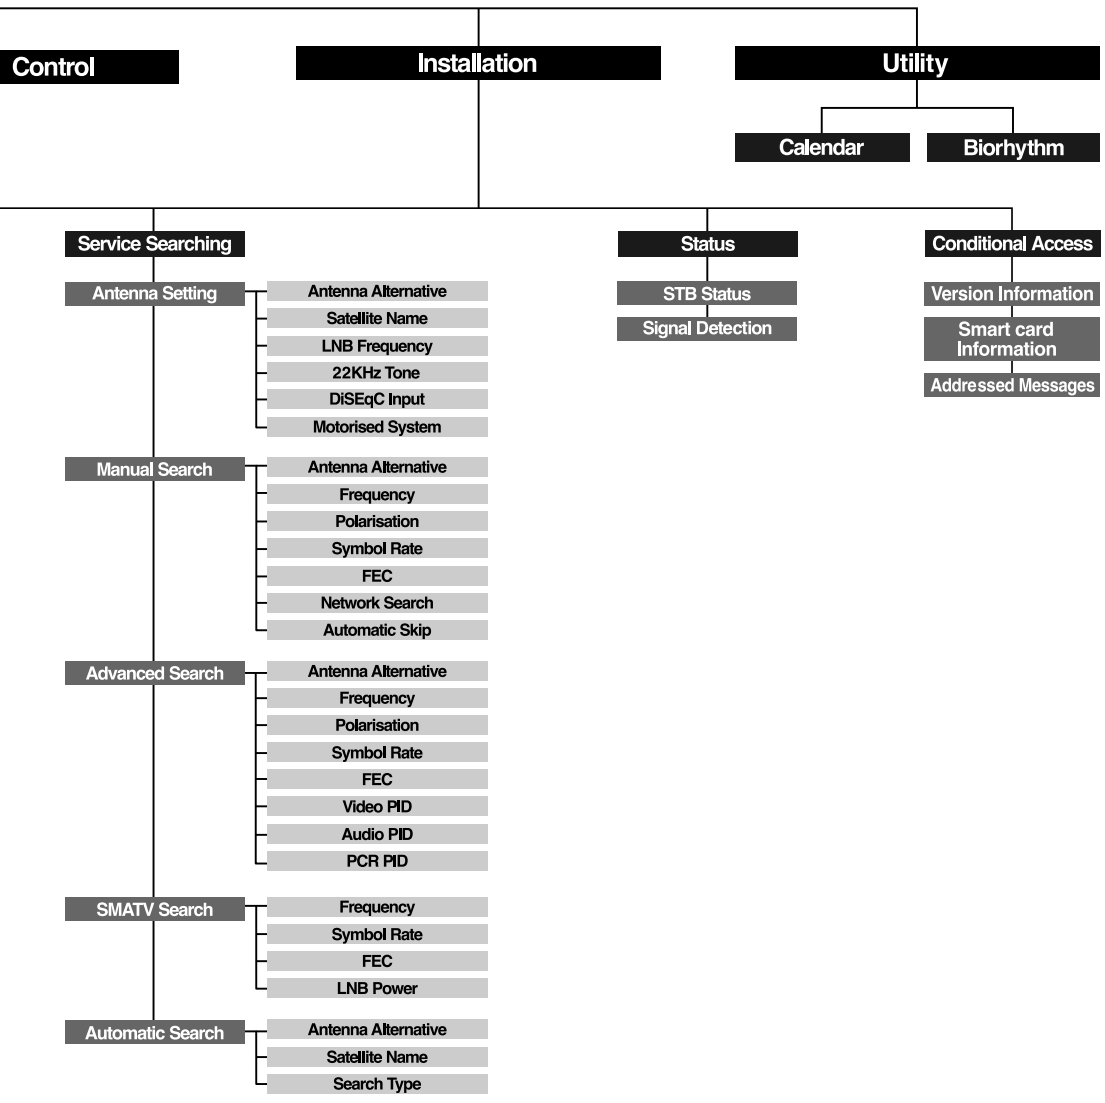 Control
Installation
Utility
Calendar
Biorhythm
Service Searching
Status
Conditional Access
Antenna Setting
Antenna Alternative
Satellite Name
LNB Frequency
22KHz Tone
DiSEqC Input
Motorised System
STB Status
Signal Detection
Version Information
Smart card
Information
Addressed Messages
Manual Search
Antenna Alternative
Frequency
Polarisation
Symbol Rate
FEC
Network Search
Automatic Skip
Advanced Search
Antenna Alternative
Frequency
Polarisation
Symbol Rate
FEC
Video PID
Audio PID
PCR PID
SMATV Search
Frequency
Symbol Rate
FEC
LNB Power
Automatic Search
Antenna Alternative
Satellite Name
Search Type